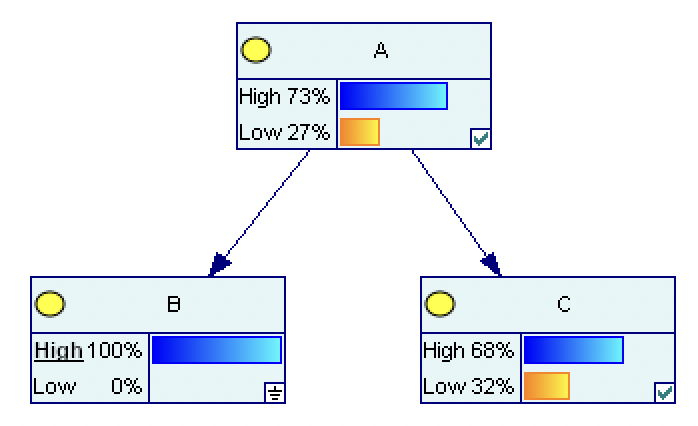 A
High 73%
Low 27%
B
High 100%
Low 0%
C
High 68%
Low 32%